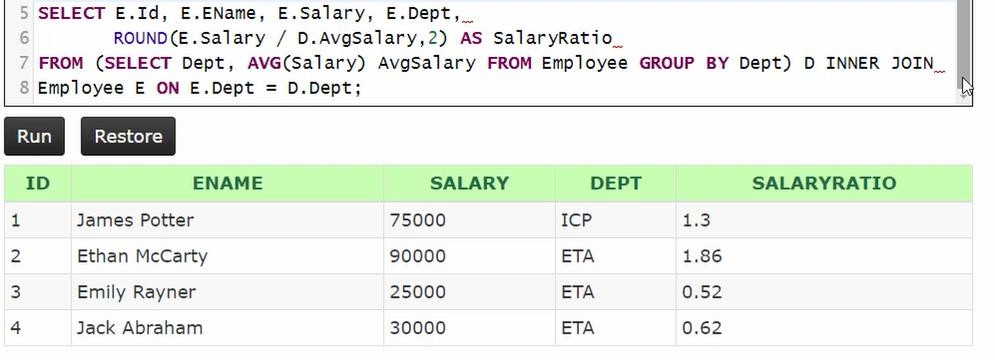 5 SELECT E.Id, E.EName, E.Salary, E.Dept,
6 ROUND(E.Salary / D.AvgSalary,2) AS SalaryRatio
7 FROM (SELECT Dept, AVG(Salary) AvgSalary FROM Employee GROUP BY Dept) D INNER JOIN
8 Employee E ON E.Dept = D.Dept;
Run Restore
ID ENAME SALARY DEPT SALARYRATIO
1 James Potter 75000 ICP 1.3
2 Ethan McCarty 90000 ETA 1.86
3 Emily Rayner 25000 ETA 0.52
4 Jack Abraham 30000 ETA 0.62